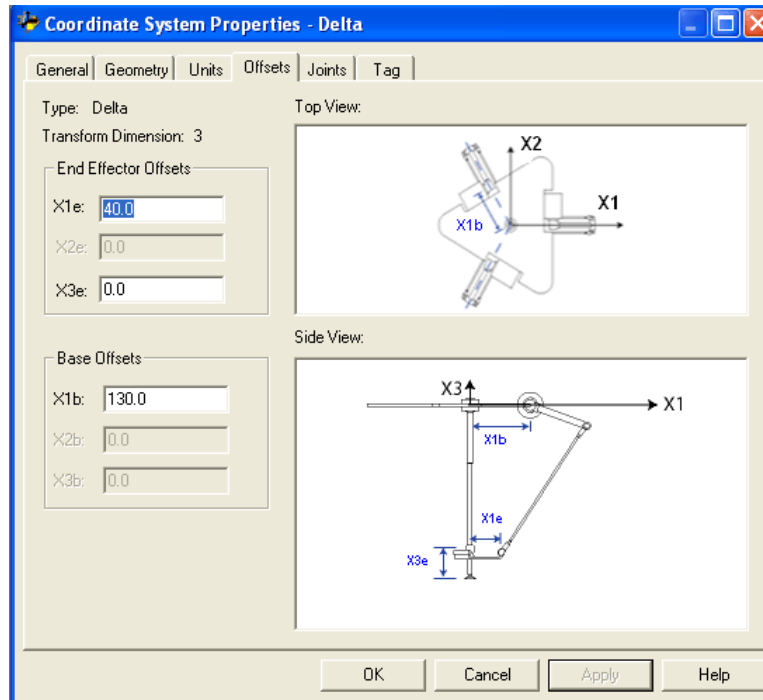 Coordinate System Properties - Delta
General Geometry Units Offsets Joints Tag
Type: Delta
Transform Dimension: 3
End Effector Offsets
X1e: 40.0
X2e: 0.0
X3e: 0.0
Base Offsets
X1b: 130.0
X2b: 0.0
X3b: 0.0
Top View:
X2
X1
X1b
Side View:
X3
X1
X1b
X1e
X3e
OK Cancel Apply Help